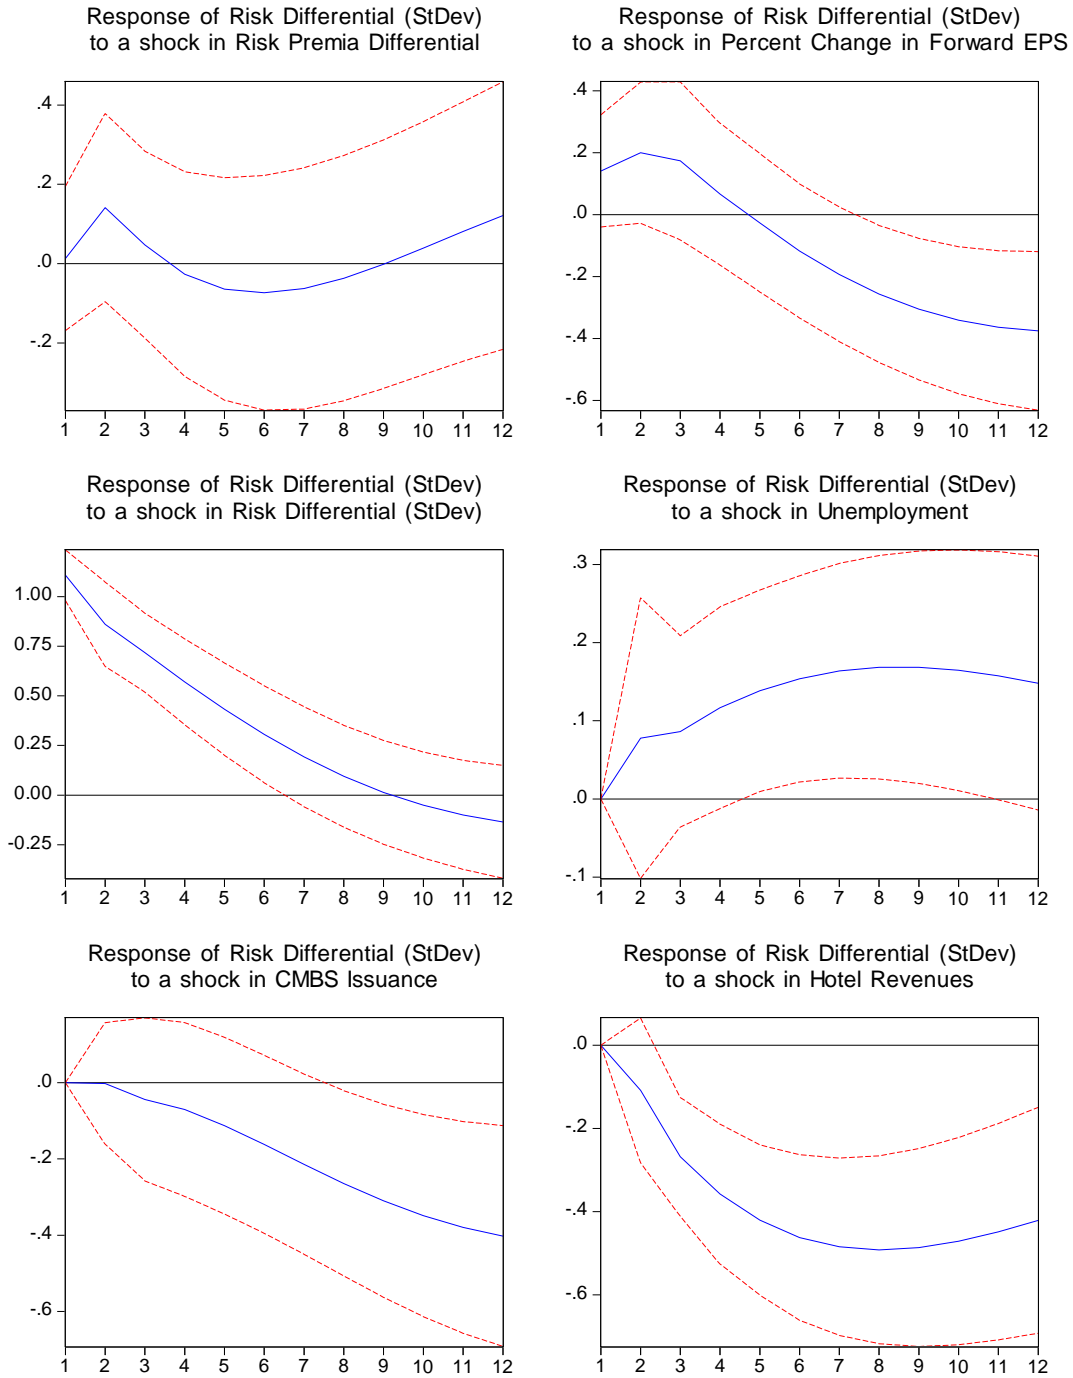 Response of Risk Differential (StDev)
to a shock in Risk Premia Differential
.4
.2
.0
-.2
1 2 3 4 5 6 7 8 9 10 11 12
Response of Risk Differential (StDev)
to a shock in Percent Change in Forward EPS
.4
.2
.0
-.2
-.4
-.6
1 2 3 4 5 6 7 8 9 10 11 12
Response of Risk Differential (StDev)
to a shock in Risk Differential (StDev)
1.00
0.75
0.50
0.25
0.00
-0.25
1 2 3 4 5 6 7 8 9 10 11 12
Response of Risk Differential (StDev)
to a shock in Unemployment
.3
.2
.1
.0
-.1
1 2 3 4 5 6 7 8 9 10 11 12
Response of Risk Differential (StDev)
to a shock in CMBS Issuance
.0
-.2
-.4
-.6
1 2 3 4 5 6 7 8 9 10 11 12
Response of Risk Differential (StDev)
to a shock in Hotel Revenues
.0
-.2
-.4
-.6
1 2 3 4 5 6 7 8 9 10 11 12